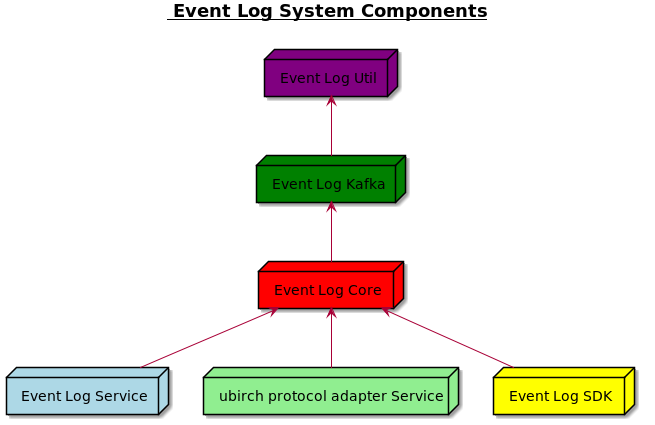 Event Log System Components
Event Log Util
Event Log Kafka
Event Log Core
Event Log Service
ubirch protocol adapter Service
Event Log SDK